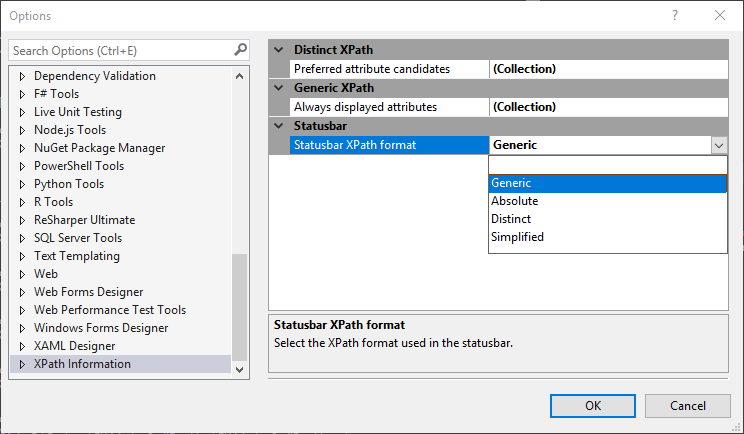 Options
?
Search Options (Ctrl+E)
Dependency Validation
F# Tools
Live Unit Testing
Node.js Tools
NuGet Package Manager
PowerShell Tools
Python Tools
R Tools
ReSharper Ultimate
SQL Server Tools
Text Templating
Web
Web Forms Designer
Web Performance Test Tools
Windows Forms Designer
XAML Designer
XPath Information
Distinct XPath
Preferred attribute candidates (Collection)
Generic XPath
Always displayed attributes (Collection)
Statusbar
Statusbar XPath format Generic
Generic
Absolute
Distinct
Simplified
Statusbar XPath format
Select the XPath format used in the statusbar.
OK Cancel